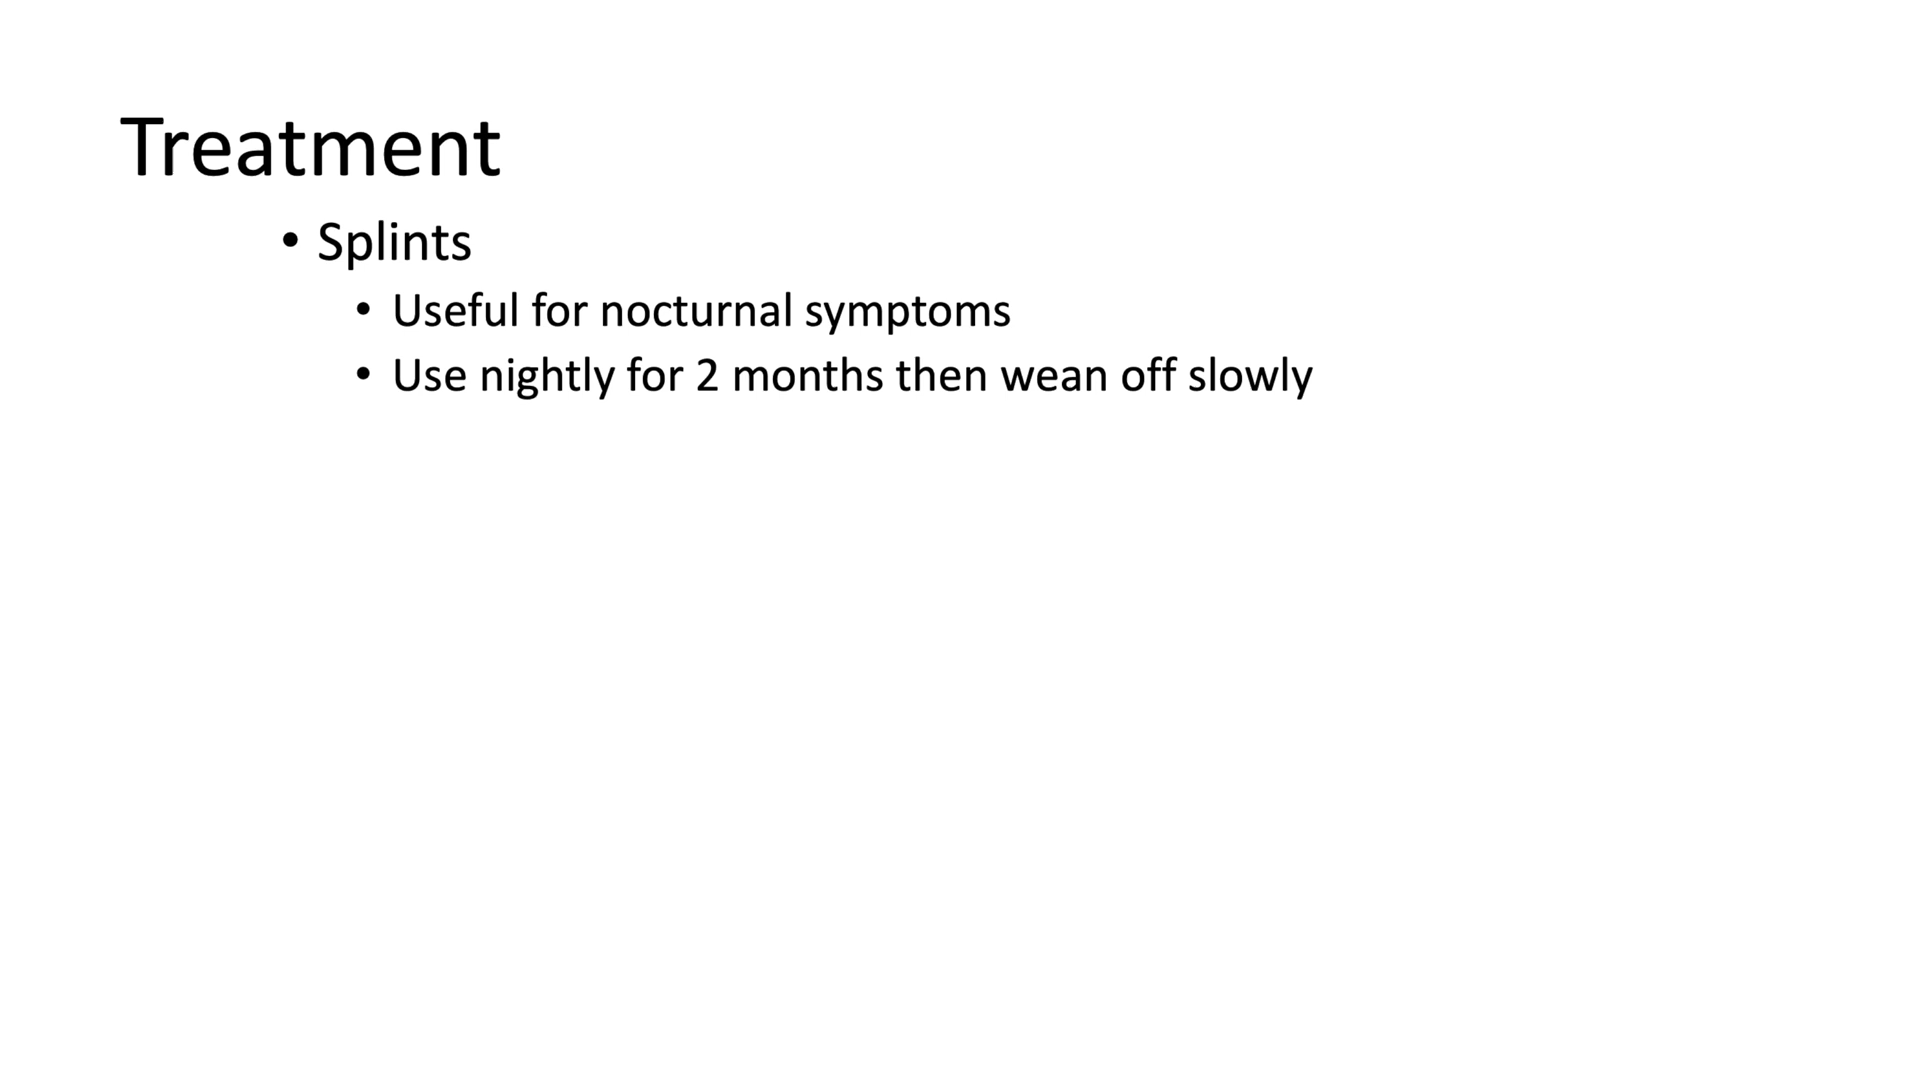 Treatment
• Splints
• Useful for nocturnal symptoms
• Use nightly for 2 months then wean off slowly